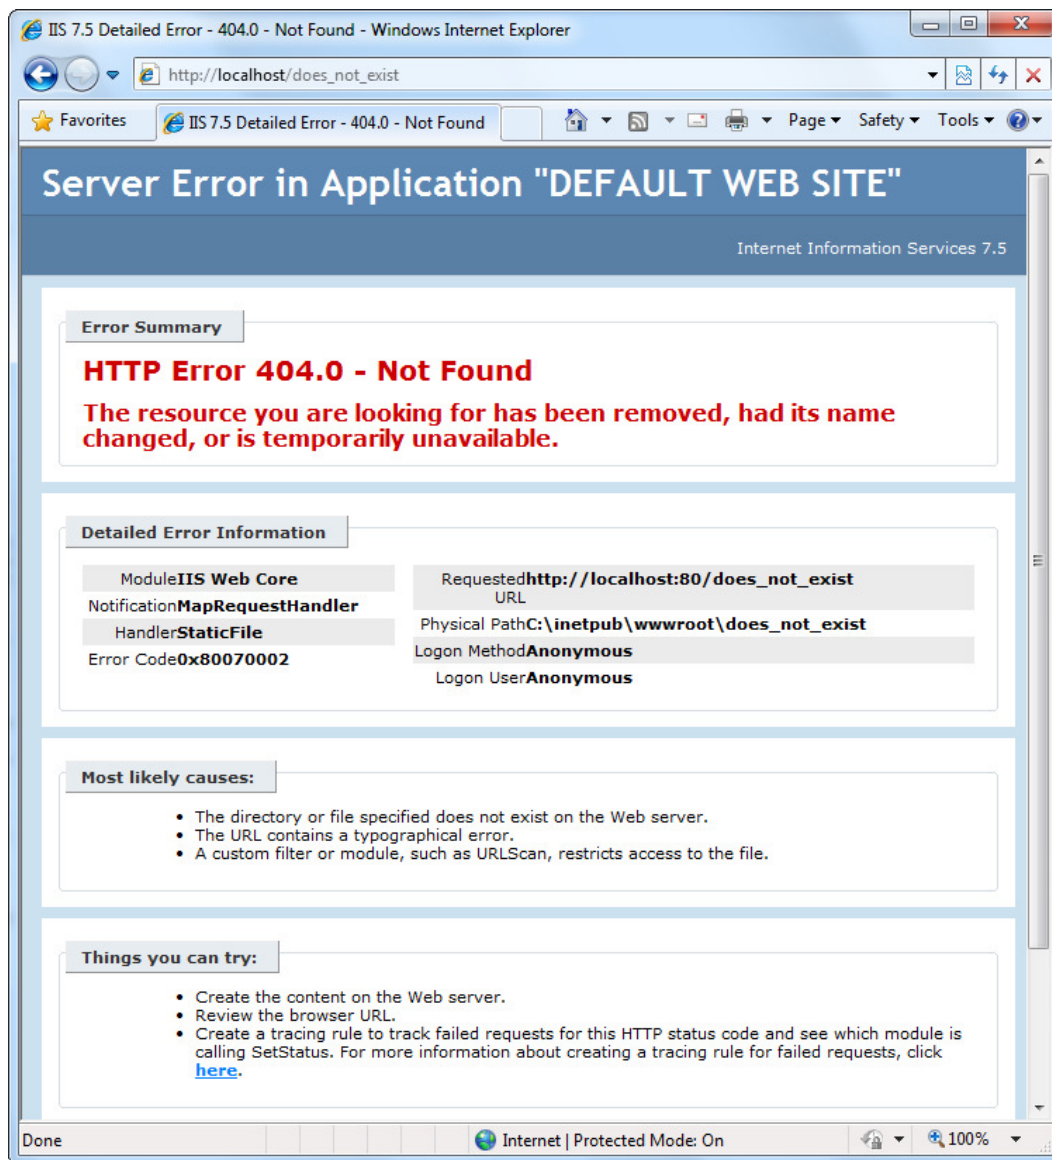 IIS 7.5 Detailed Error - 404.0 - Not Found - Windows Internet Explorer
http://localhost/does_not_exist
Favorites
IIS 7.5 Detailed Error - 404.0 - Not Found
Page
Safety
Tools
Server Error in Application "DEFAULT WEB SITE"
Internet Information Services 7.5
Error Summary
HTTP Error 404.0 - Not Found
The resource you are looking for has been removed, had its name
changed, or is temporarily unavailable.
Detailed Error Information
Module IIS Web Core
Notification MapRequestHandler
Handler StaticFile
Error Code 0x80070002
Requested http://localhost:80/does_not_exist
URL
Physical Path C:\inetpub\wwwroot\does_not_exist
Logon Method Anonymous
Logon User Anonymous
Most likely causes:
• The directory or file specified does not exist on the Web server.
• The URL contains a typographical error.
• A custom filter or module, such as URLScan, restricts access to the file.
Things you can try:
• Create the content on the Web server.
• Review the browser URL.
• Create a tracing rule to track failed requests for this HTTP status code and see which module is
calling SetStatus. For more information about creating a tracing rule for failed requests, click
here.
Done
Internet | Protected Mode: On
100%